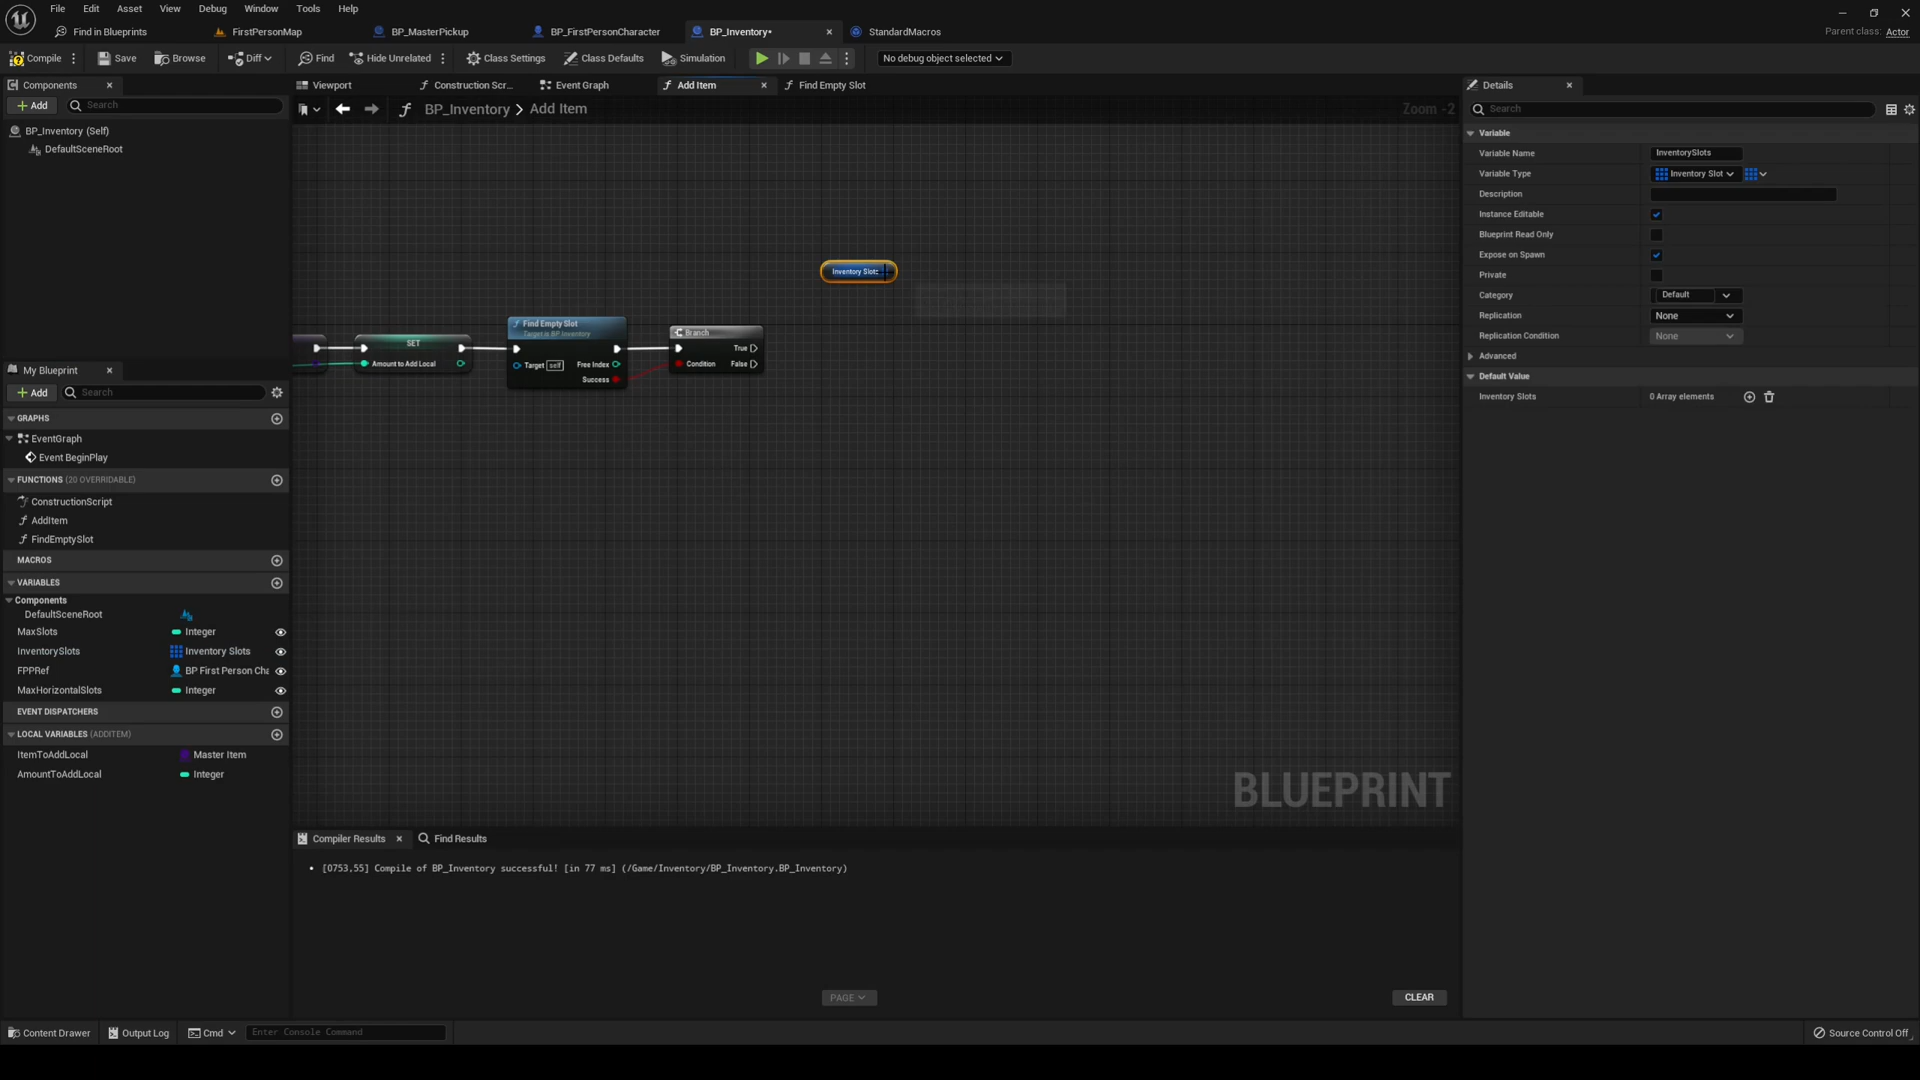 File Edit Asset View Debug Window Tools Help
Find in Blueprints FirstPersonMap BP_MasterPickup BP_FirstPersonCharacter BP_Inventory* StandardMacros Parent class: Actor
Compile Save Browse Diff Find Hide Unrelated Class Settings Class Defaults Simulation No debug object selected
Components
Add Search
BP_Inventory (Self)
DefaultSceneRoot
My Blueprint
Add Search
GRAPHS
EventGraph
Event BeginPlay
FUNCTIONS (20 OVERRIDABLE)
ConstructionScript
AddItem
FindEmptySlot
MACROS
VARIABLES
Components
DefaultSceneRoot
MaxSlots Integer
InventorySlots Inventory Slots
FPPRef BP First Person Cha
MaxHorizontalSlots Integer
EVENT DISPATCHERS
LOCAL VARIABLES (ADDITEM)
ItemToAddLocal Master Item
AmountToAddLocal Integer
Viewport Construction Scr... Event Graph Add Item Find Empty Slot
BP_Inventory > Add Item Zoom -2
Inventory Slots
SET
Amount to Add Local
Find Empty Slot
Target is BP Inventory
Target self Free Index
Success
Branch
True
Condition False
BLUEPRINT
Compiler Results Find Results
[0753,55] Compile of BP_Inventory successful! [in 77 ms] (/Game/Inventory/BP_Inventory.BP_Inventory)
PAGE CLEAR
Details
Search
Variable
Variable Name InventorySlots
Variable Type Inventory Slot
Description
Instance Editable
Blueprint Read Only
Expose on Spawn
Private
Category Default
Replication None
Replication Condition None
Advanced
Default Value
Inventory Slots 0 Array elements
Content Drawer Output Log Cmd Enter Console Command Source Control Off